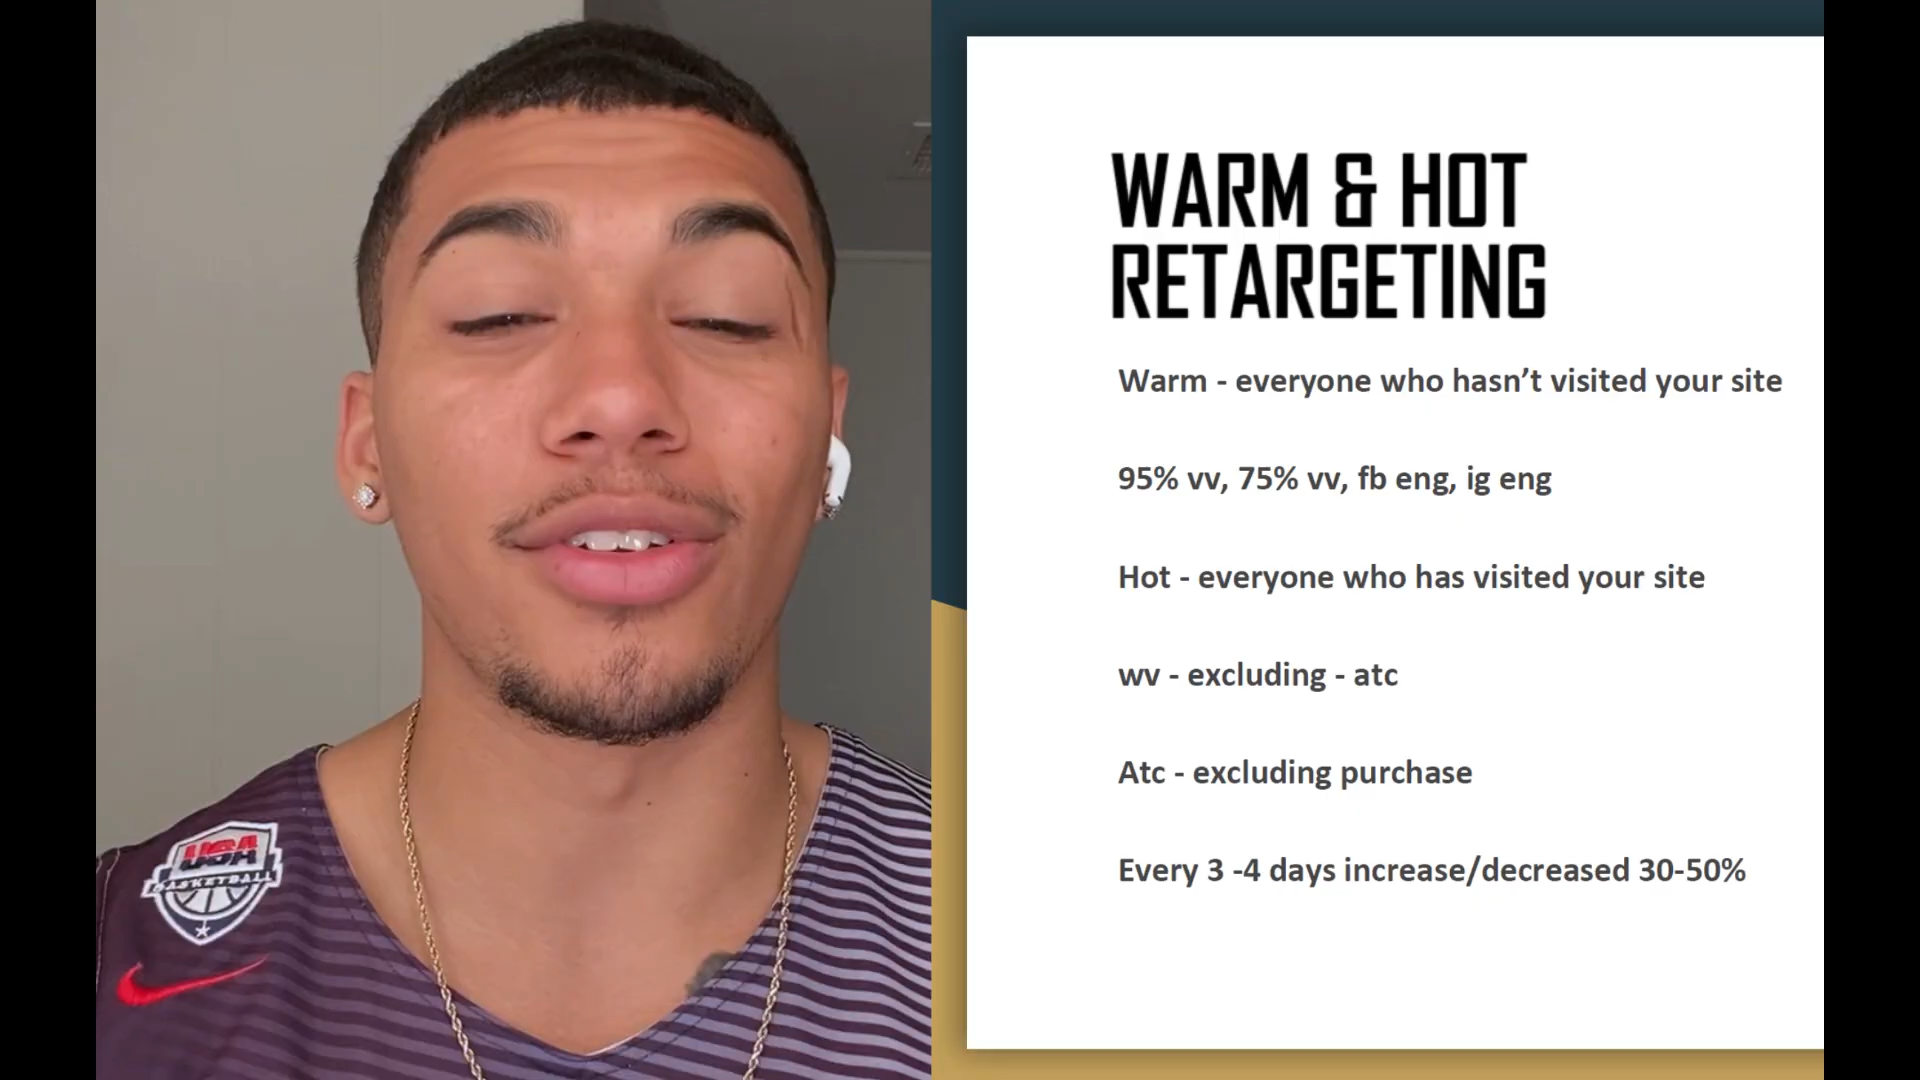 WARM & HOT
RETARGETING
Warm - everyone who hasn’t visited your site
95% vv, 75% vv, fb eng, ig eng
Hot - everyone who has visited your site
wv - excluding - atc
Atc - excluding purchase
Every 3 -4 days increase/decreased 30-50%
USA
BASKETBALL